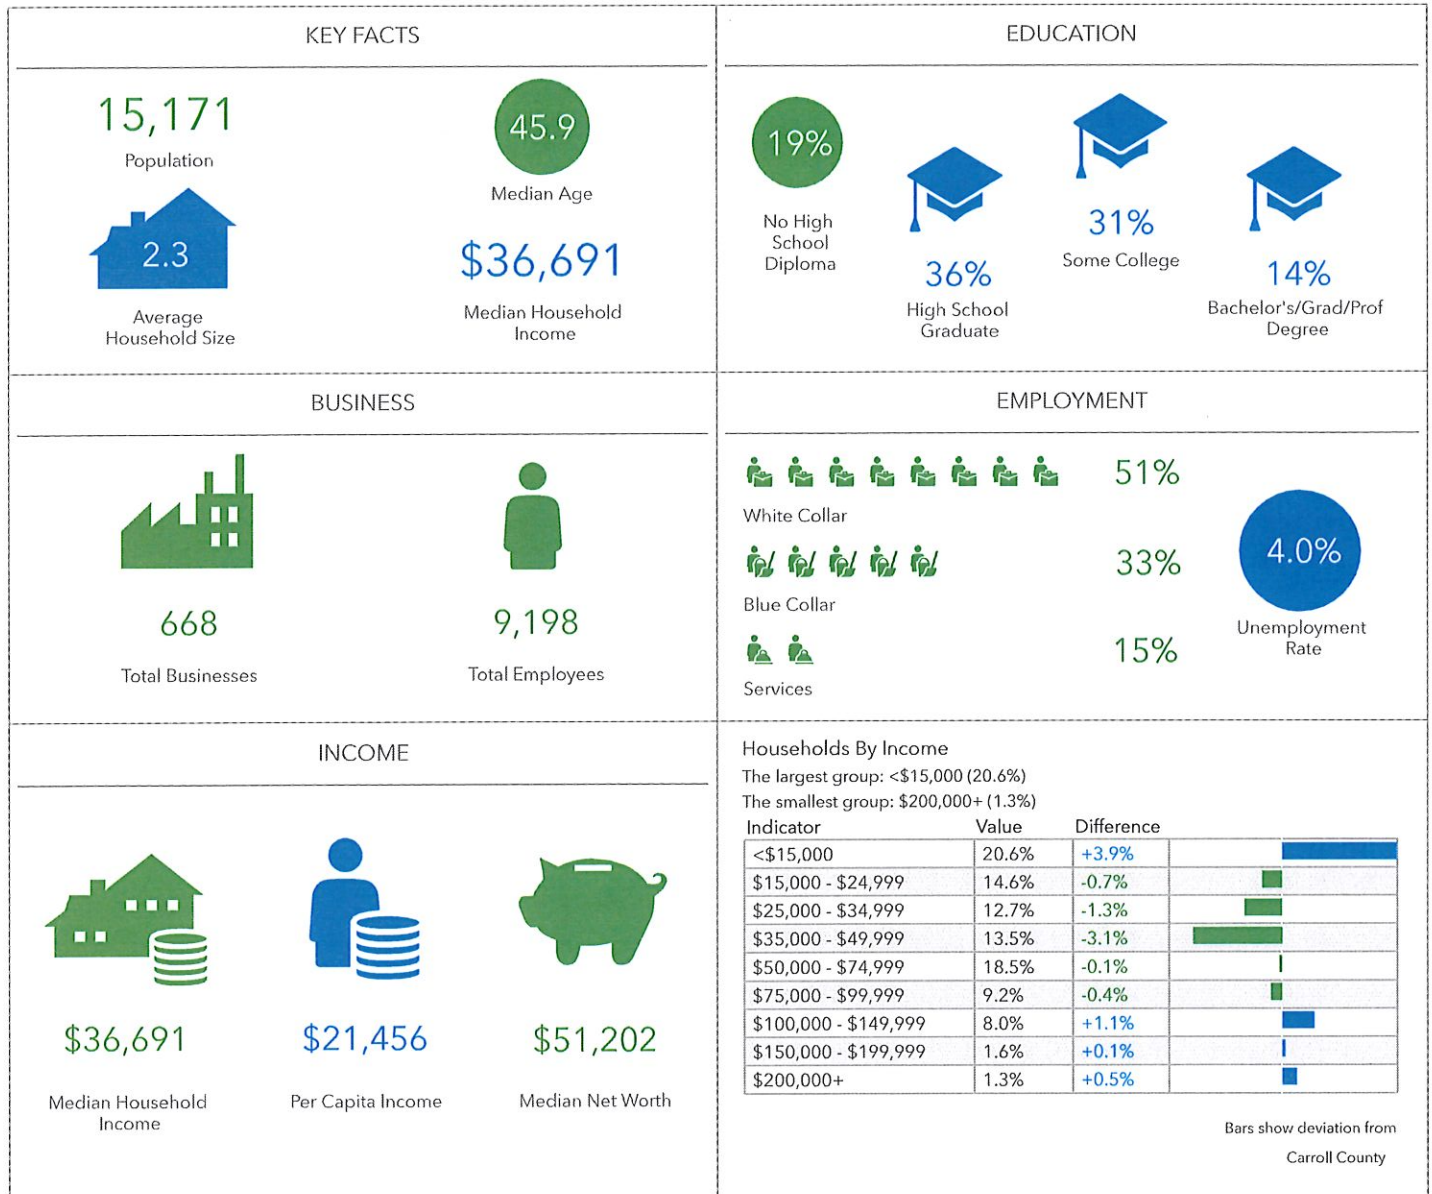 KEY FACTS
15,171
Population
45.9
Median Age
2.3
Average
Household Size
$36,691
Median Household
Income
EDUCATION
19%
No High
School
Diploma
36%
High School
Graduate
31%
Some College
14%
Bachelor's/Grad/Prof
Degree
BUSINESS
668
Total Businesses
9,198
Total Employees
EMPLOYMENT
51%
White Collar
33%
Blue Collar
15%
Services
4.0%
Unemployment
Rate
INCOME
$36,691
Median Household
Income
$21,456
Per Capita Income
$51,202
Median Net Worth
Households By Income
The largest group: <$15,000 (20.6%)
The smallest group: $200,000+ (1.3%)
Indicator Value Difference
<$15,000 20.6% +3.9%
$15,000 - $24,999 14.6% -0.7%
$25,000 - $34,999 12.7% -1.3%
$35,000 - $49,999 13.5% -3.1%
$50,000 - $74,999 18.5% -0.1%
$75,000 - $99,999 9.2% -0.4%
$100,000 - $149,999 8.0% +1.1%
$150,000 - $199,999 1.6% +0.1%
$200,000+ 1.3% +0.5%
Bars show deviation from
Carroll County